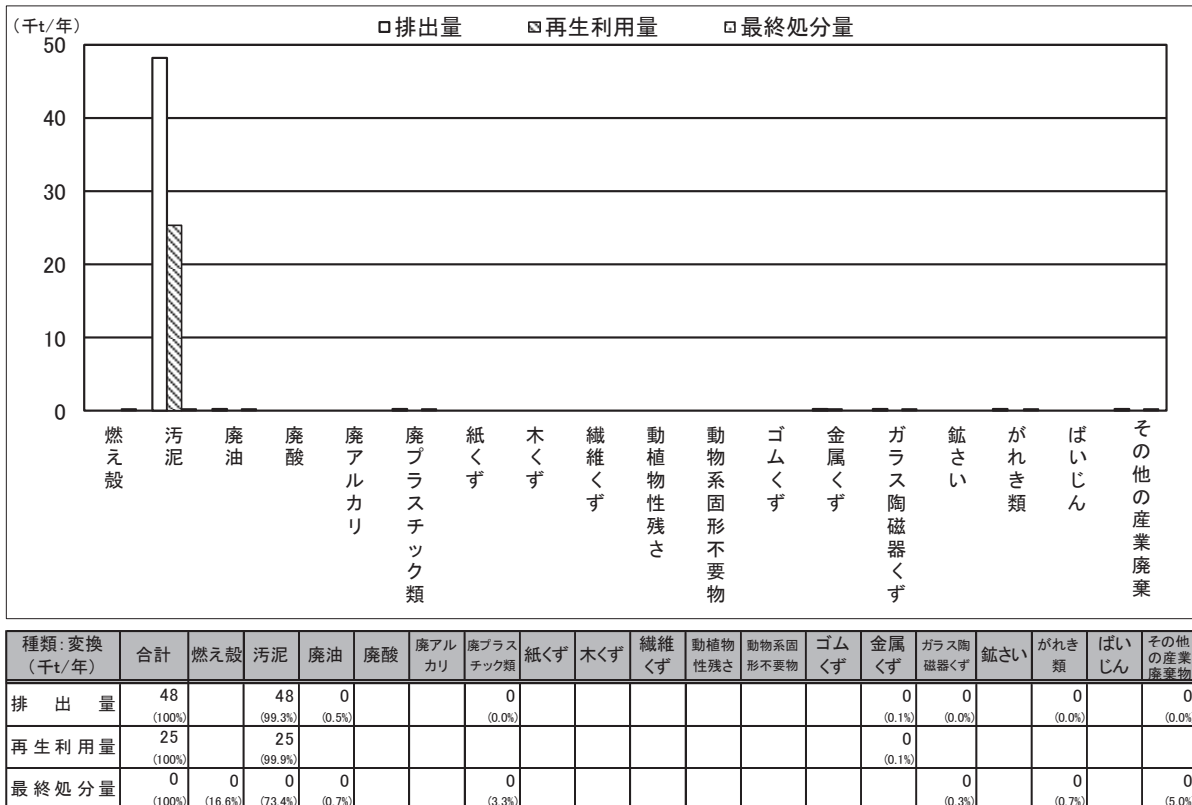 (千t/年)
排出量 再生利用量 最終処分量
50
40
30
20
10
0
燃え殻
汚泥
廃油
廃酸
廃アルカリ
廃プラスチック類
紙くず
木くず
繊維くず
動植物性残さ
動物系固形不要物
ゴムくず
金属くず
ガラス陶磁器くず
鉱さい
がれき類
ばいじん
その他の産業廃棄
種類:変換 (千t/年) 合計 燃え殻 汚泥 廃油 廃酸 廃アルカリ 廃プラスチック類 紙くず 木くず 繊維くず 動植物性残さ 動物系固形不要物 ゴムくず 金属くず ガラス陶磁器くず 鉱さい がれき類 ばいじん その他の産業廃棄物
排出量 48 48 0 0 0 0 0 0
(100%) (99.3%) (0.5%) (0.0%) (0.1%) (0.0%) (0.0%) (0.0%)
再生利用量 25 25 0
(100%) (99.9%) (0.1%)
最終処分量 0 0 0 0 0 0 0 0
(100%) (16.6%) (73.4%) (0.7%) (3.3%) (0.3%) (0.7%) (5.0%)